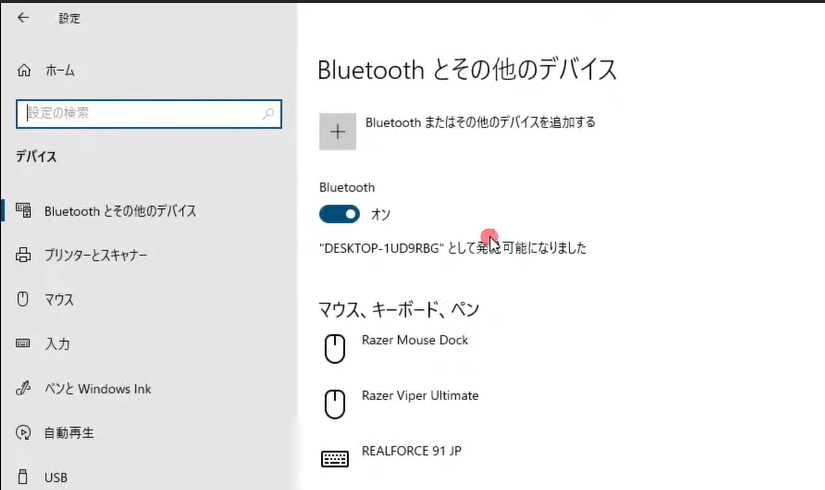 設定
ホーム
設定の検索
デバイス
Bluetooth とその他のデバイス
プリンターとスキャナー
マウス
入力
ペンと Windows Ink
自動再生
USB
Bluetooth とその他のデバイス
Bluetooth またはその他のデバイスを追加する
Bluetooth
オン
"DESKTOP-1UD9RBG" として発見可能になりました
マウス、キーボード、ペン
Razer Mouse Dock
Razer Viper Ultimate
REALFORCE 91 JP